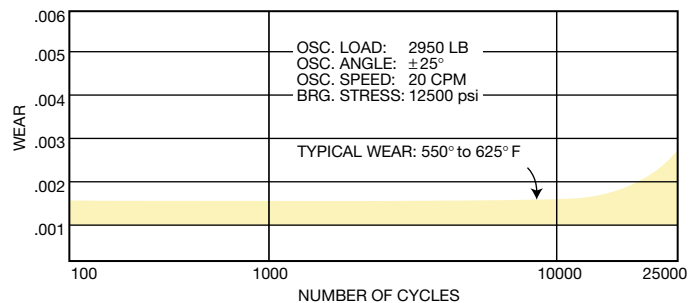 .006
.005
.004
.003
.002
.001
WEAR
OSC. LOAD: 2950 LB
OSC. ANGLE: ±25°
OSC. SPEED: 20 CPM
BRG. STRESS: 12500 psi
TYPICAL WEAR: 550° to 625° F
100 1000 10000 25000
NUMBER OF CYCLES